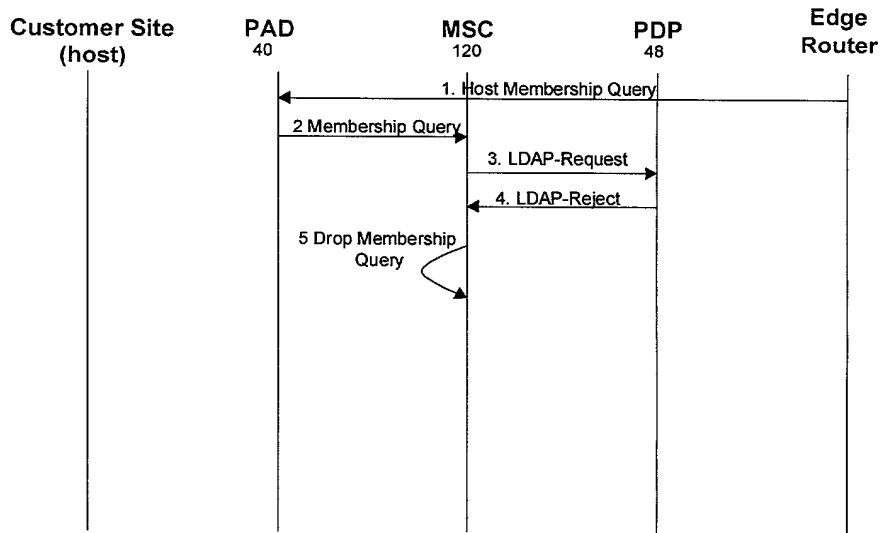 Customer Site
(host)
PAD
40
MSC
120
PDP
48
Edge
Router
1. Host Membership Query
2 Membership Query
3. LDAP-Request
4. LDAP-Reject
5 Drop Membership
Query